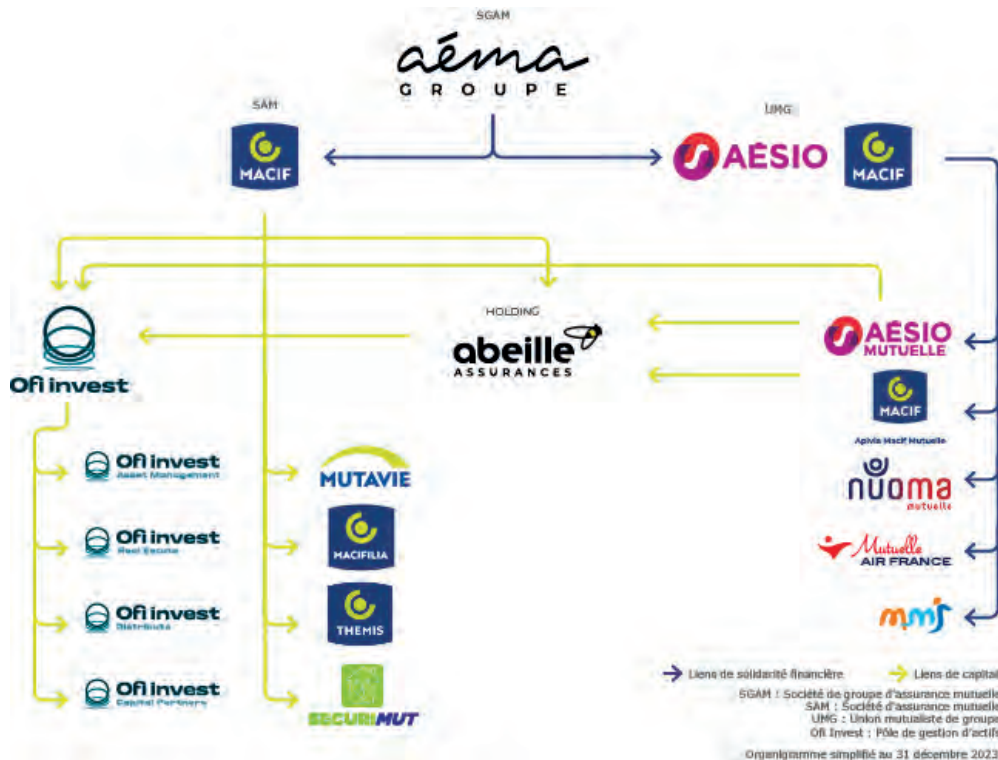 SGAM
aéma
GROUPE
SAM
MACIF
UMG
AÉSIO
MACIF
Ofi invest
HOLDING
abeille
ASSURANCES
AÉSIO
MUTUELLE
MACIF
Apivia Macif Mutuelle
nuoma
mutuelle
Mutuelle
AIR FRANCE
mmj
Ofi invest
Asset Management
Ofi invest
Real Estate
Ofi invest
Distribution
Ofi invest
Capital Partners
MUTAVIE
MACIFILIA
THEMIS
SECURIMUT
Liens de solidarité financière
Liens de capital
SGAM : Société de groupe d'assurance mutuelle
SAM : Société d'assurance mutuelle
UMG : Union mutualiste de groupe
Ofi Invest : Pôle de gestion d'actifs
Organigramme simplifié au 31 décembre 2023